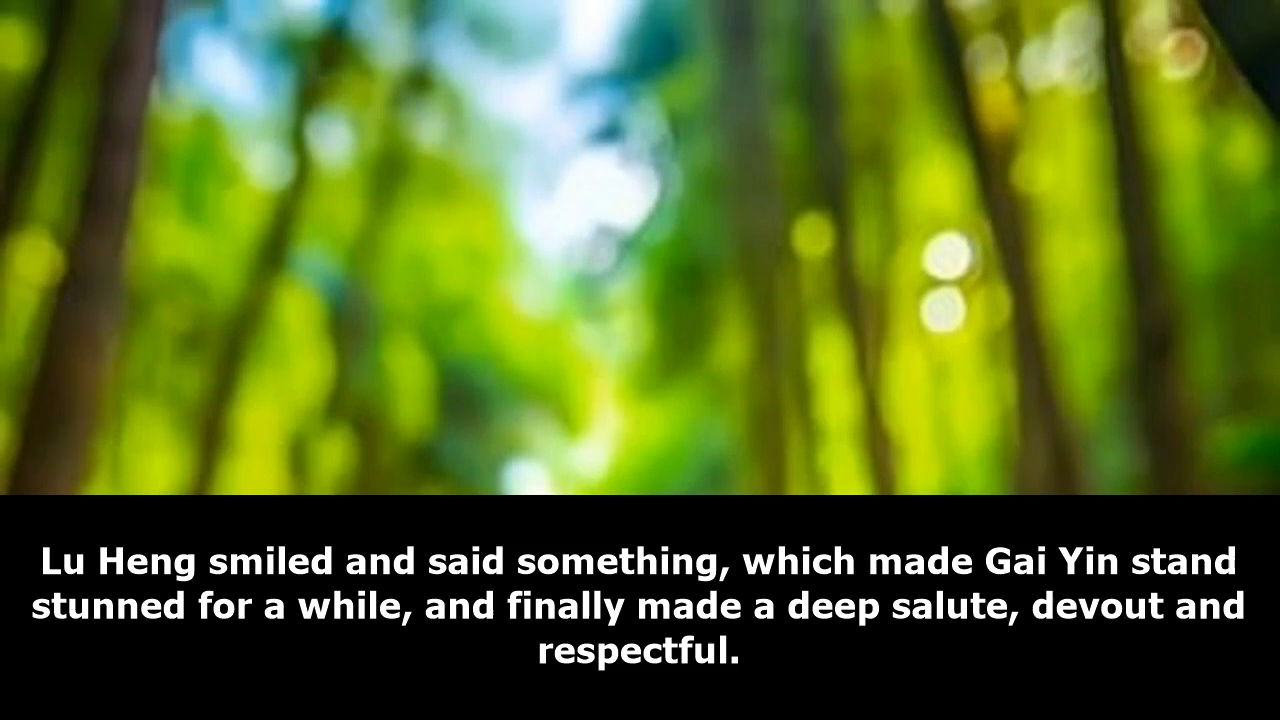 Lu Heng smiled and said something, which made Gai Yin stand
stunned for a while, and finally made a deep salute, devout and
respectful.